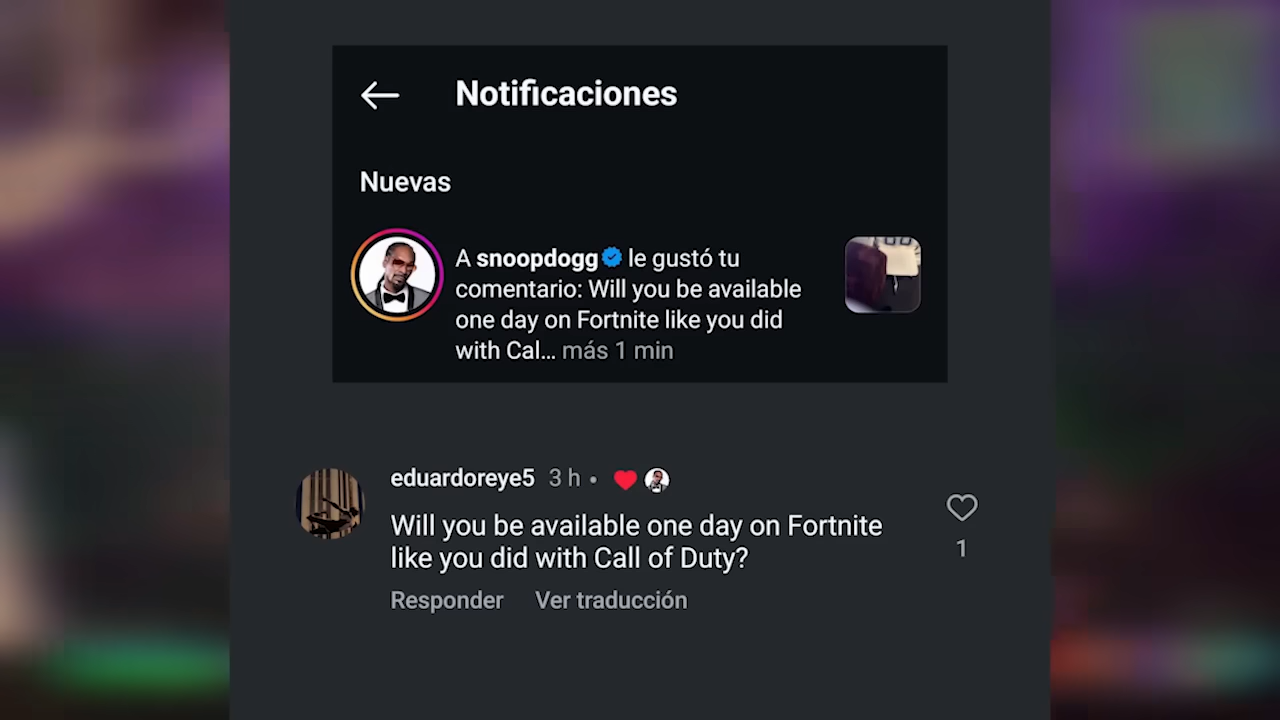 Notificaciones
Nuevas
A snoopdogg le gustó tu
comentario: Will you be available
one day on Fortnite like you did
with Cal... más 1 min
eduardoreye5 3 h •
Will you be available one day on Fortnite
like you did with Call of Duty?
1
Responder Ver traducción